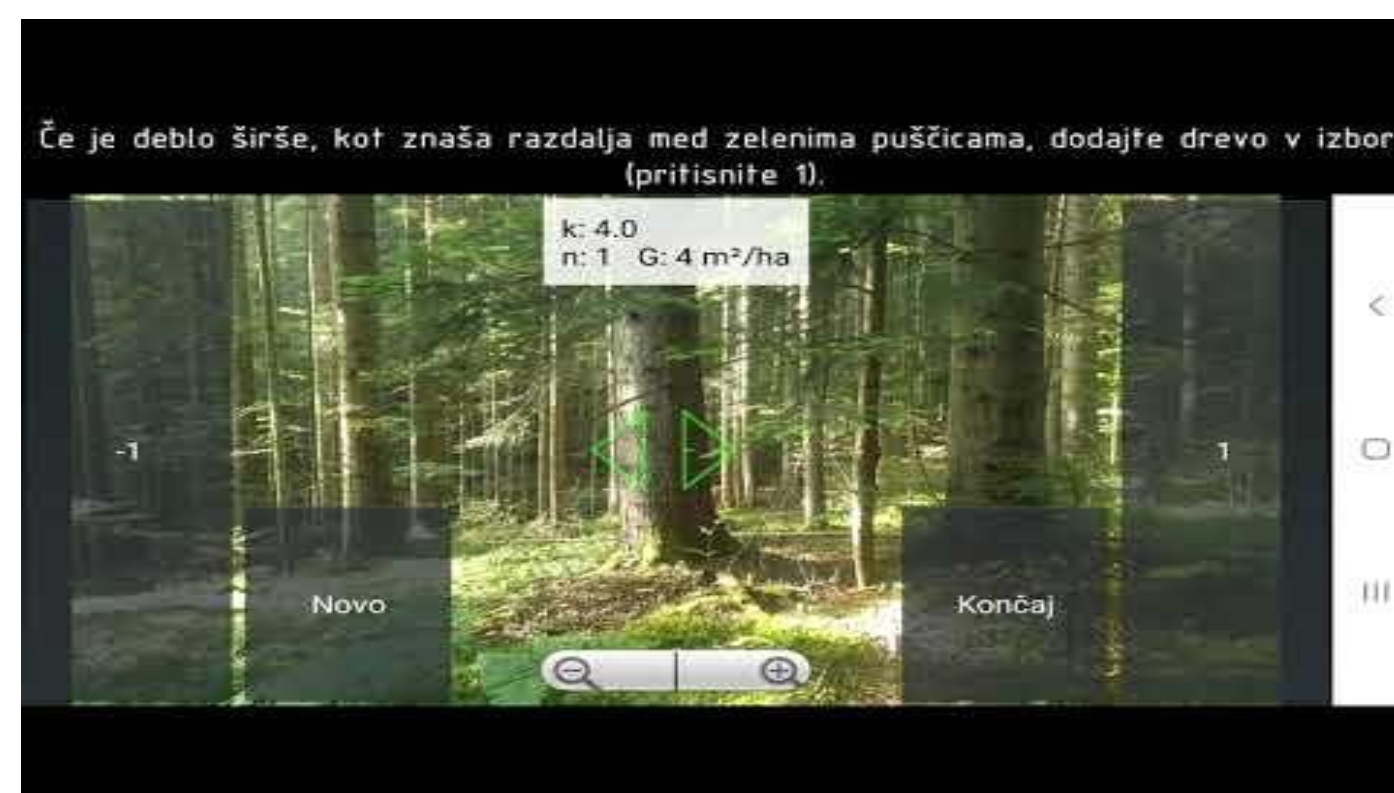 Če je deblo širše, kot znaša razdalja med zelenima puščicama, dodajte drevo v izbor
(pritisnite 1).
k: 4.0
n: 1 G: 4 m²/ha
-1
1
Novo
Končaj